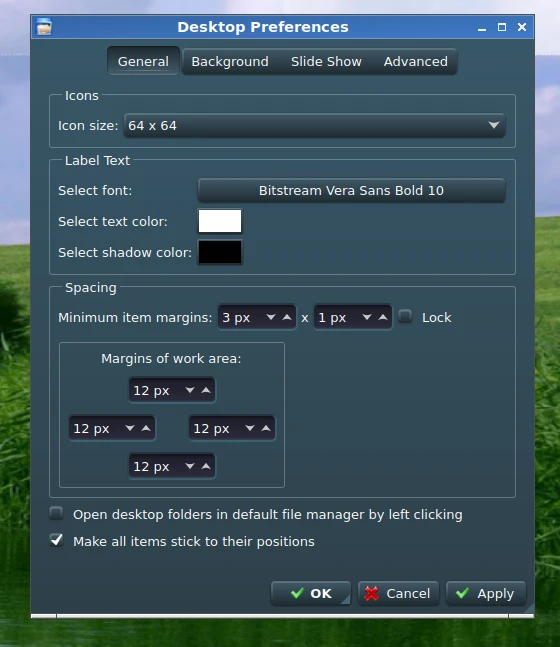 Desktop Preferences
General Background Slide Show Advanced
Icons
Icon size: 64 x 64
Label Text
Select font: Bitstream Vera Sans Bold 10
Select text color:
Select shadow color:
Spacing
Minimum item margins: 3 px x 1 px Lock
Margins of work area:
12 px
12 px 12 px
12 px
Open desktop folders in default file manager by left clicking
Make all items stick to their positions
OK Cancel Apply